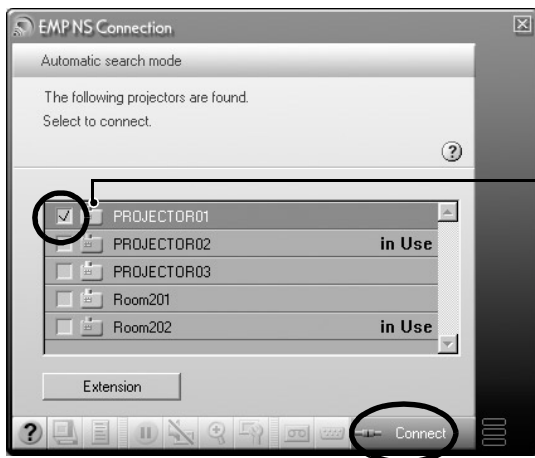 EMP NS Connection
Automatic search mode
The following projectors are found.
Select to connect.
PROJECTOR01
PROJECTOR02 in Use
PROJECTOR03
Room201
Room202 in Use
Extension
Connect